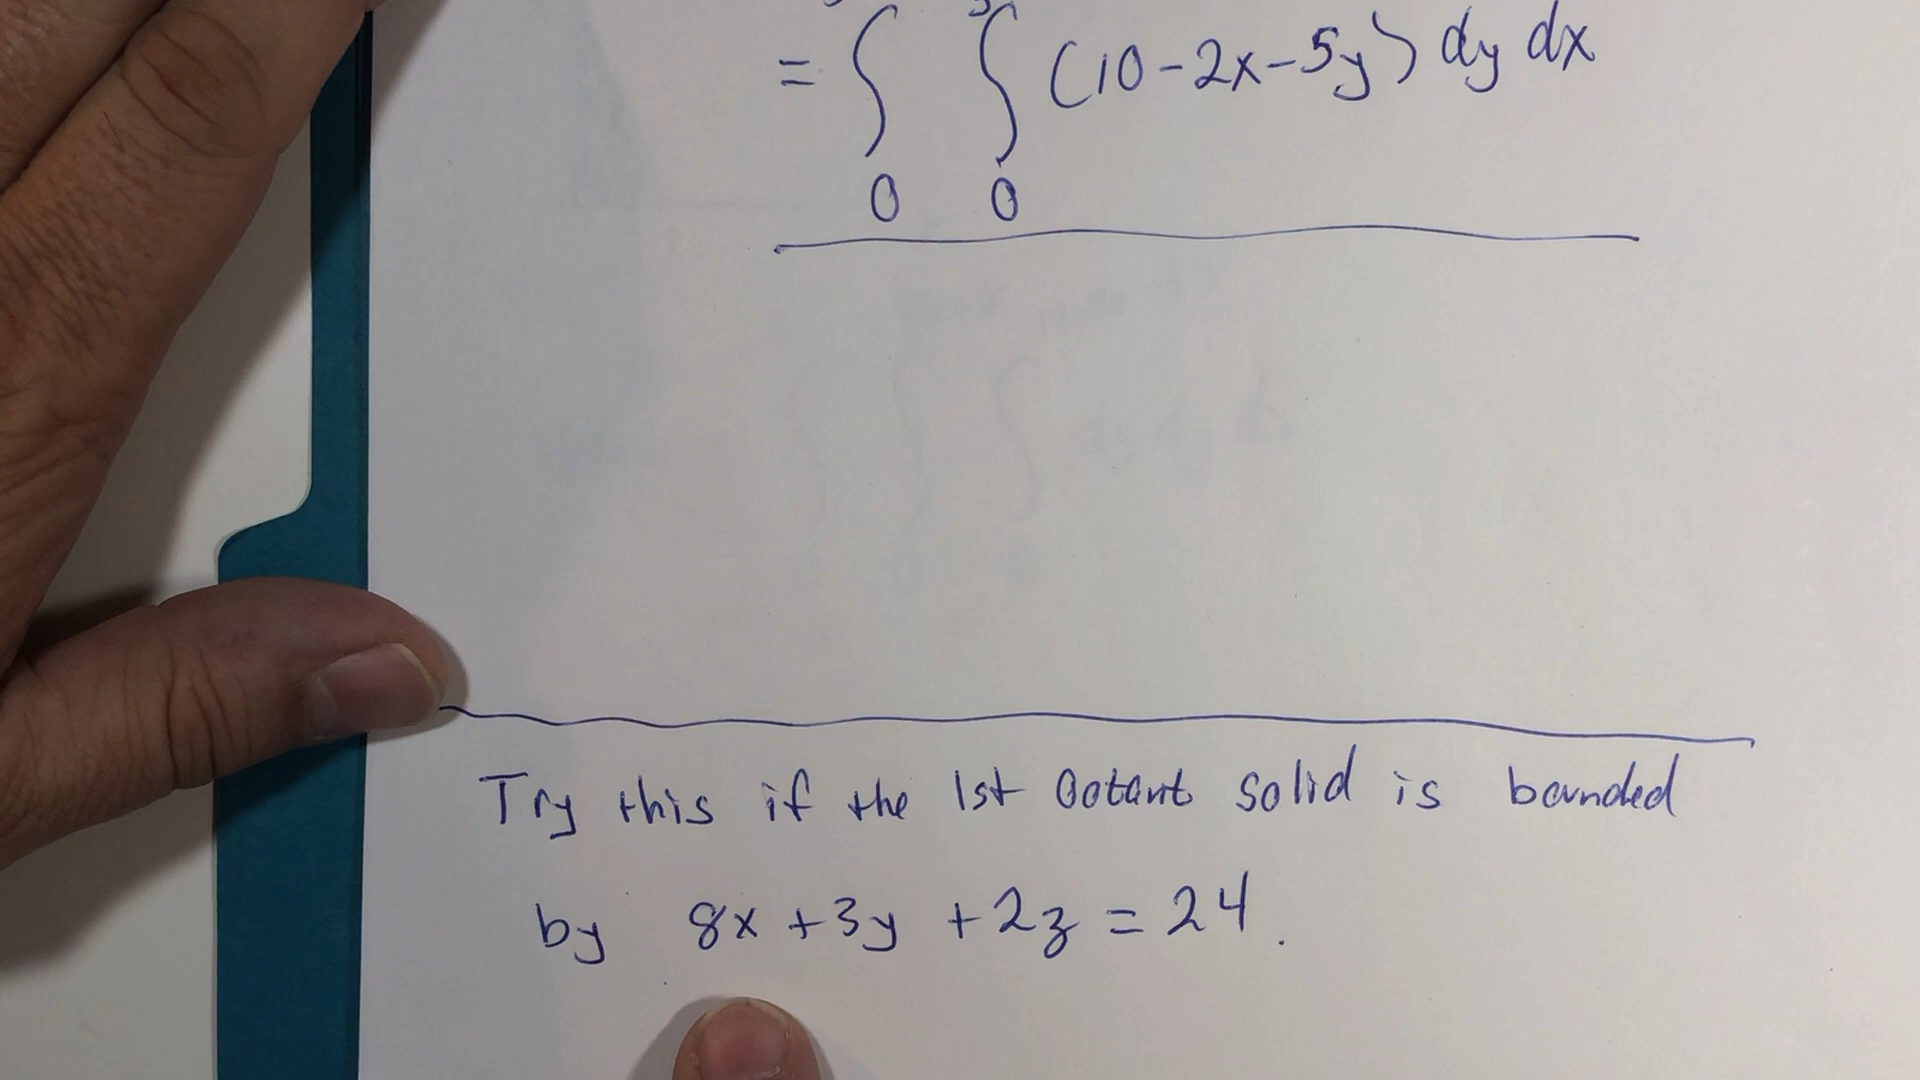 = ∫ ∫ (10-2x-5y) dy dx
0 0
Try this if the 1st Octant solid is bounded
by 8x +3y +2z = 24.